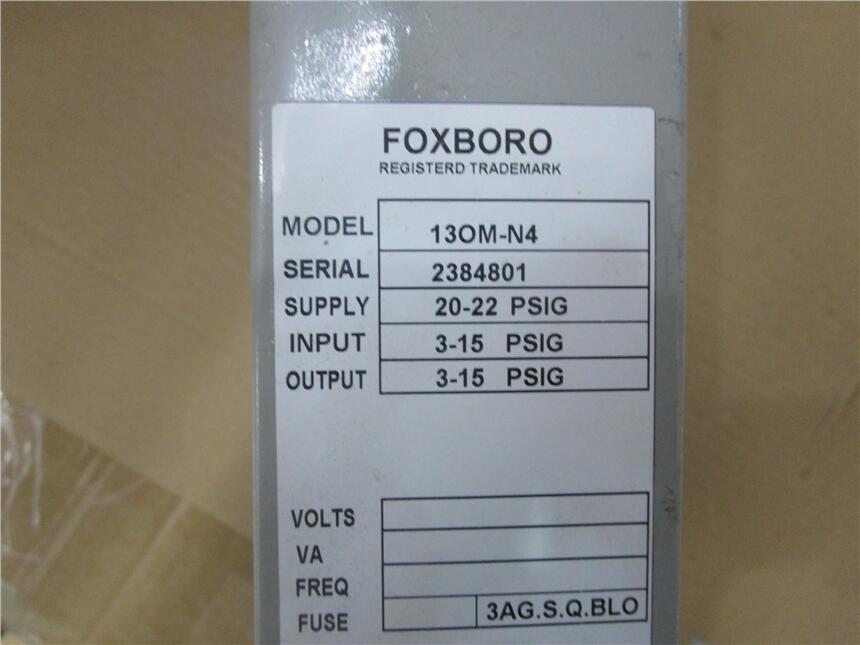 FOXBORO
REGISTERD TRADEMARK
MODEL 13OM-N4
SERIAL 2384801
SUPPLY 20-22 PSIG
INPUT 3-15 PSIG
OUTPUT 3-15 PSIG
VOLTS
VA
FREQ
FUSE 3AG.S.Q.BLO